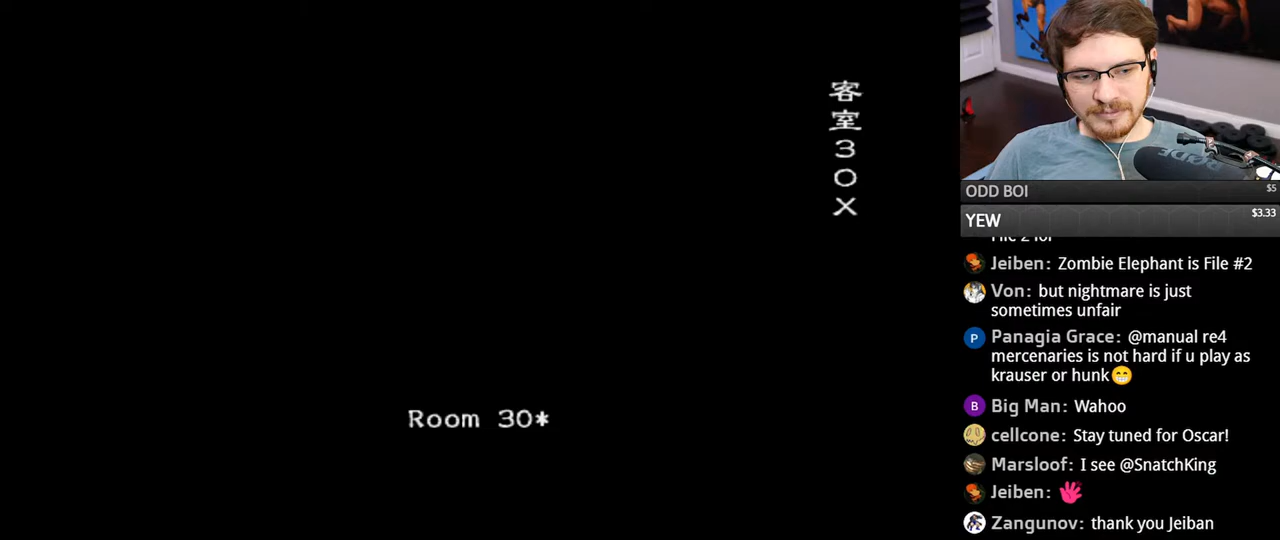 客室30X
Room 30*
ODD BOI
$5
YEW
$3.33
Jeiben: Zombie Elephant is File #2
Von: but nightmare is just
sometimes unfair
Panagia Grace: @manual re4
mercenaries is not hard if u play as
krauser or hunk😁
Big Man: Wahoo
cellcone: Stay tuned for Oscar!
Marsloof: I see @SnatchKing
Jeiben:
Zangunov: thank you Jeiban